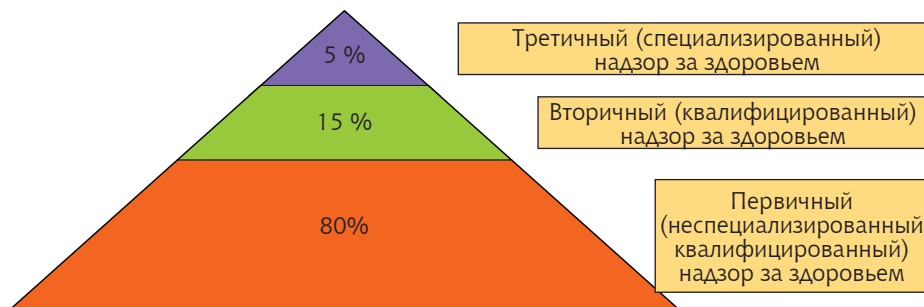 5 %
Третичный (специализированный)
надзор за здоровьем
15 %
Вторичный (квалифицированный)
надзор за здоровьем
80%
Первичный
(неспециализированный
квалифицированный)
надзор за здоровьем